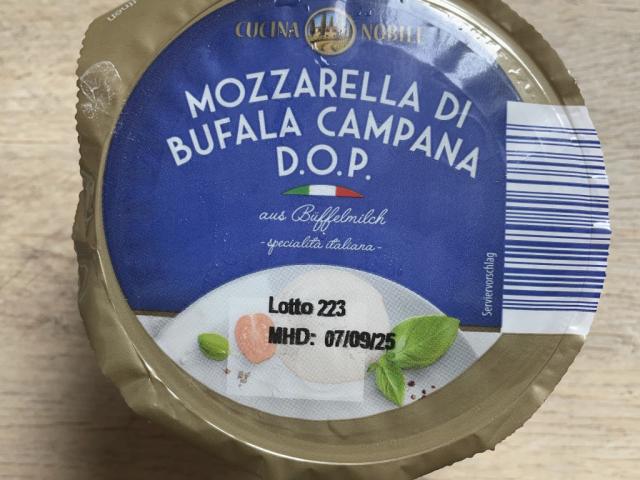 CUCINA NOBILE
MOZZARELLA DI
BUFALA CAMPANA
D.O.P.
aus Büffelmilch
-specialità italiana-
Serviervorschlag
Lotto 223
MHD: 07/09/25